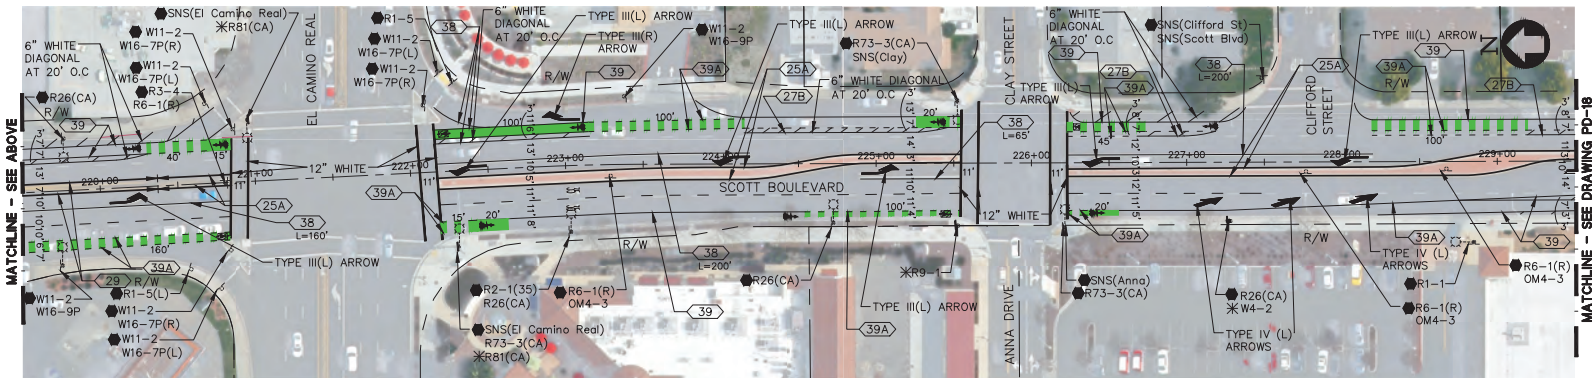 MATCHLINE - SEE ABOVE
SNS(El Camino Real)
R81(CA)
W11-2
W16-7P(R)
W11-2
W16-7P(L)
R3-4
R6-1(R)
6" WHITE
DIAGONAL
AT 20' O.C
R26(CA)
R/W
39
EL CAMINO REAL
R1-5
W11-2
W16-7P(L)
W11-2
W16-7P(R)
38
6" WHITE
DIAGONAL
AT 20' O.C
TYPE III(L) ARROW
TYPE III(R)
ARROW
R/W
39
W11-2
W16-9P
39A
TYPE III(L) ARROW
25A
27B
6" WHITE DIAGONAL
AT 20' O.C
R73-3(CA)
SNS(Clay)
CLAY STREET
38
L=65'
6" WHITE
DIAGONAL
AT 20' O.C
39
TYPE III(L)
ARROW
27B
39A
SNS(Clifford St)
SNS(Scott Blvd)
38
L=200'
25A
CLIFFORD
STREET
TYPE III(L) ARROW
39
39A
R/W
27B
N
MATCHLINE - SEE DRAWING PD-18
40'
15'
100'
100'
20'
45'
100'
220+00
221+00
222+00
223+00
224+00
225+00
226+00
227+00
228+00
229+00
12" WHITE
11'
11'
11'
11'
SCOTT BOULEVARD
25A
38
L=160'
39A
15'
20'
100'
12" WHITE
20'
160'
TYPE III(L) ARROW
39A
29
R/W
W11-2
W16-9P
R1-5(L)
W11-2
W16-7P(R)
W11-2
W16-7P(L)
R2-1(35)
R26(CA)
SNS(El Camino Real)
R73-3(CA)
R81(CA)
R6-1(R)
OM4-3
R/W
38
L=200'
39
R26(CA)
TYPE III(L) ARROW
39A
R9-1
ANNA DRIVE
39A
SNS(Anna)
R73-3(CA)
R26(CA)
W4-2
TYPE IV (L)
ARROWS
R/W
TYPE IV (L)
ARROWS
39A
39
R1-1
R6-1(R)
OM4-3
R6-1(R)
OM4-3